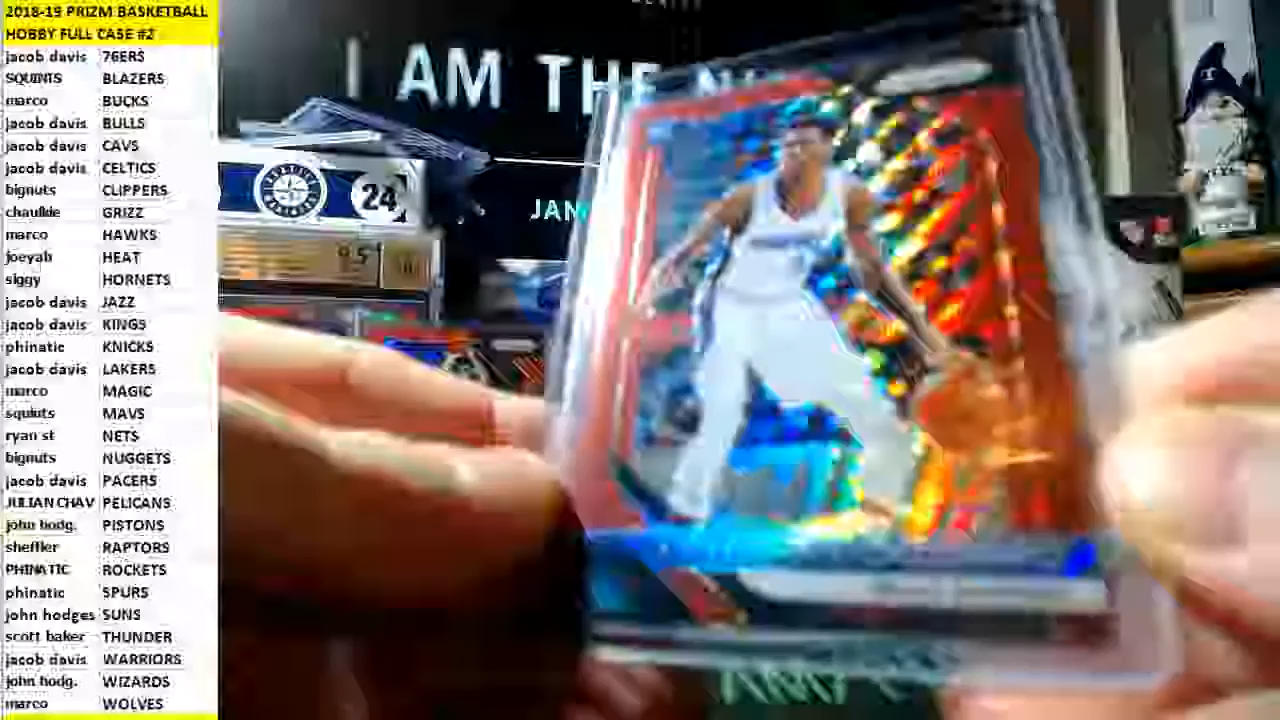 2018-19 PRIZM BASKETBALL
HOBBY FULL CASE #2
jacob davis 76ERS
SQUINTS BLAZERS
marco BUCKS
jacob davis BULLS
jacob davis CAVS
jacob davis CELTICS
bignuts CLIPPERS
chaulkie GRIZZ
marco HAWKS
joeyah HEAT
siggy HORNETS
jacob davis JAZZ
jacob davis KINGS
phinatic KNICKS
jacob davis LAKERS
marco MAGIC
squints MAVS
ryan st NETS
bignuts NUGGETS
jacob davis PACERS
JULIAN CHAV PELICANS
john hodg. PISTONS
sheffler RAPTORS
PHINATIC ROCKETS
phinatic SPURS
john hodges SUNS
scott baker THUNDER
jacob davis WARRIORS
john hodg. WIZARDS
marco WOLVES
I AM THE
JAN
24
9.5